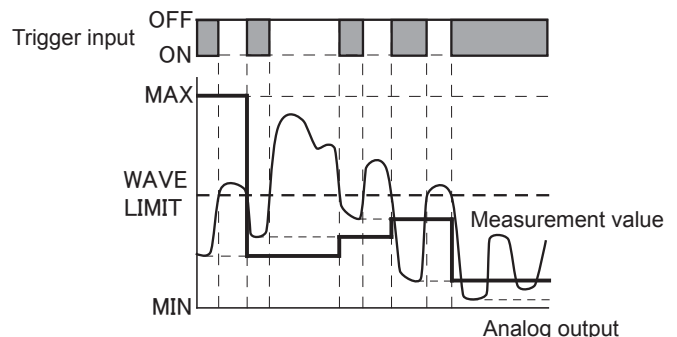 OFF
Trigger input
ON
MAX
WAVE
LIMIT
Measurement value
MIN
Analog output